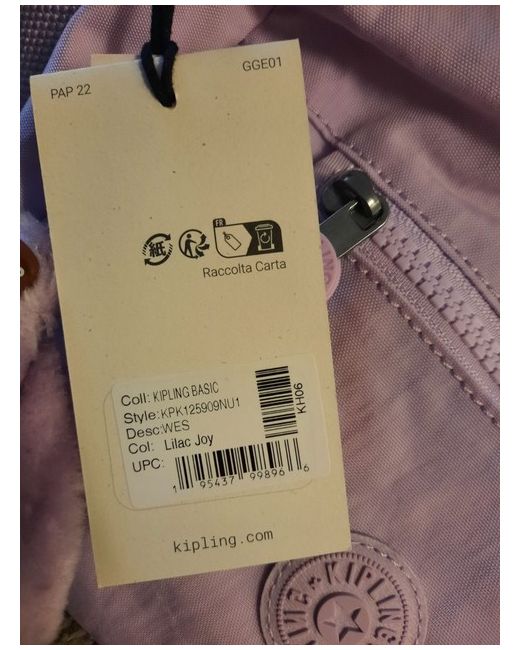 PAP 22
GGE01
紙
FR
Raccolta Carta
Coll: KIPLING BASIC
Style: KPK125909NU1
Desc: WES
Col: Lilac Joy
UPC:
KH06
1 95437 99896 6
kipling.com
KIPLING